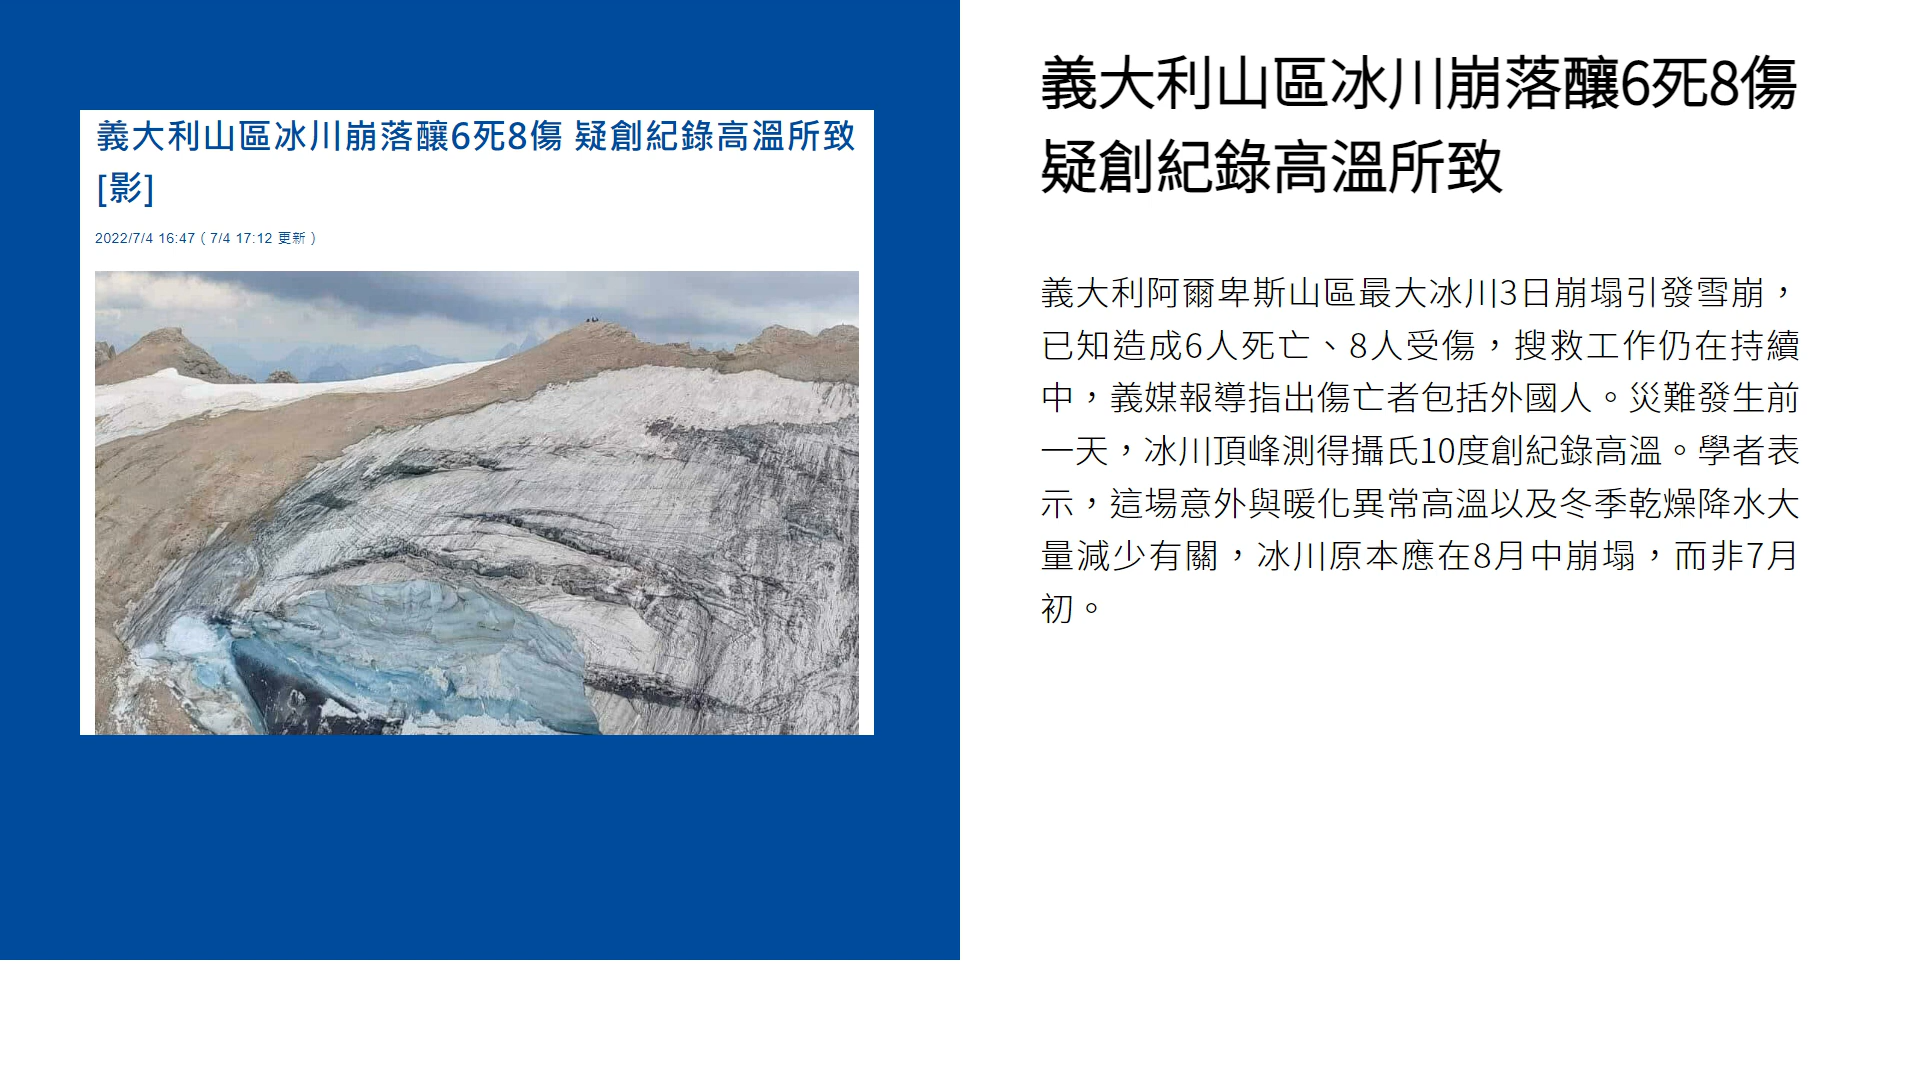 義大利山區冰川崩落釀6死8傷 疑創紀錄高溫所致
[影]
2022/7/4 16:47（7/4 17:12 更新）
義大利山區冰川崩落釀6死8傷
疑創紀錄高溫所致
義大利阿爾卑斯山區最大冰川3日崩塌引發雪崩，
已知造成6人死亡、8人受傷，搜救工作仍在持續
中，義媒報導指出傷亡者包括外國人。災難發生前
一天，冰川頂峰測得攝氏10度創紀錄高溫。學者表
示，這場意外與暖化異常高溫以及冬季乾燥降水大
量減少有關，冰川原本應在8月中崩塌，而非7月
初。